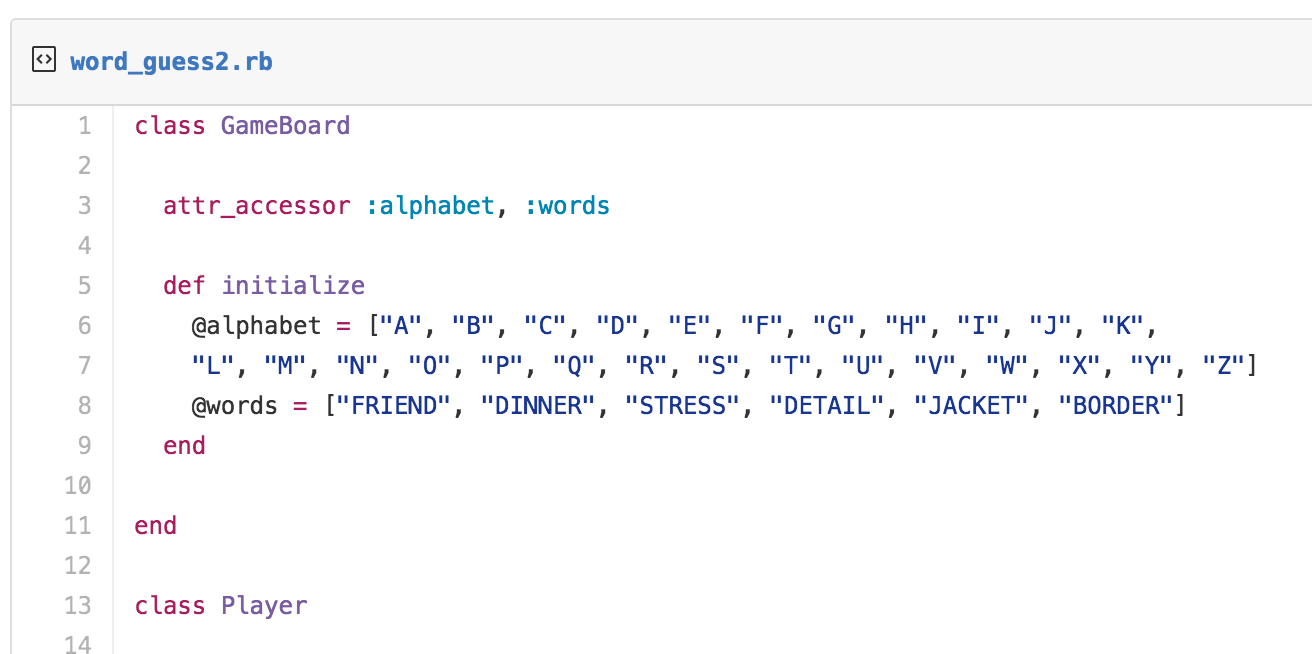 word_guess2.rb
1 class GameBoard
2
3   attr_accessor :alphabet, :words
4
5   def initialize
6     @alphabet = ["A", "B", "C", "D", "E", "F", "G", "H", "I", "J", "K",
7     "L", "M", "N", "O", "P", "Q", "R", "S", "T", "U", "V", "W", "X", "Y", "Z"]
8     @words = ["FRIEND", "DINNER", "STRESS", "DETAIL", "JACKET", "BORDER"]
9   end
10
11 end
12
13 class Player
14